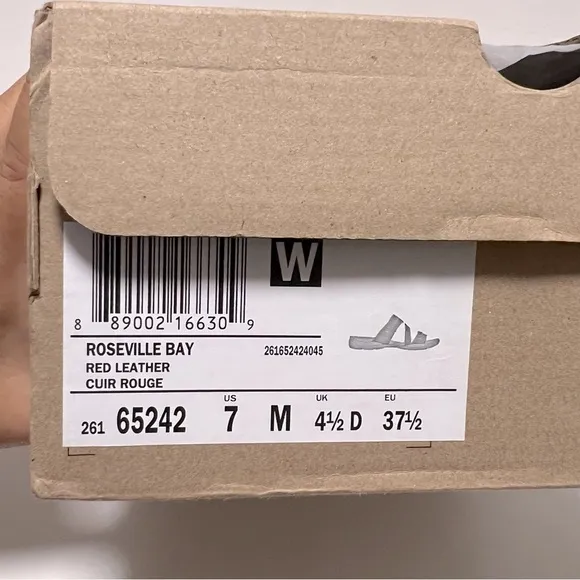 W
8 89002 16630 9
ROSEVILLE BAY 261652424045
RED LEATHER
CUIR ROUGE
US UK EU
261 65242 7 M 4½ D 37½